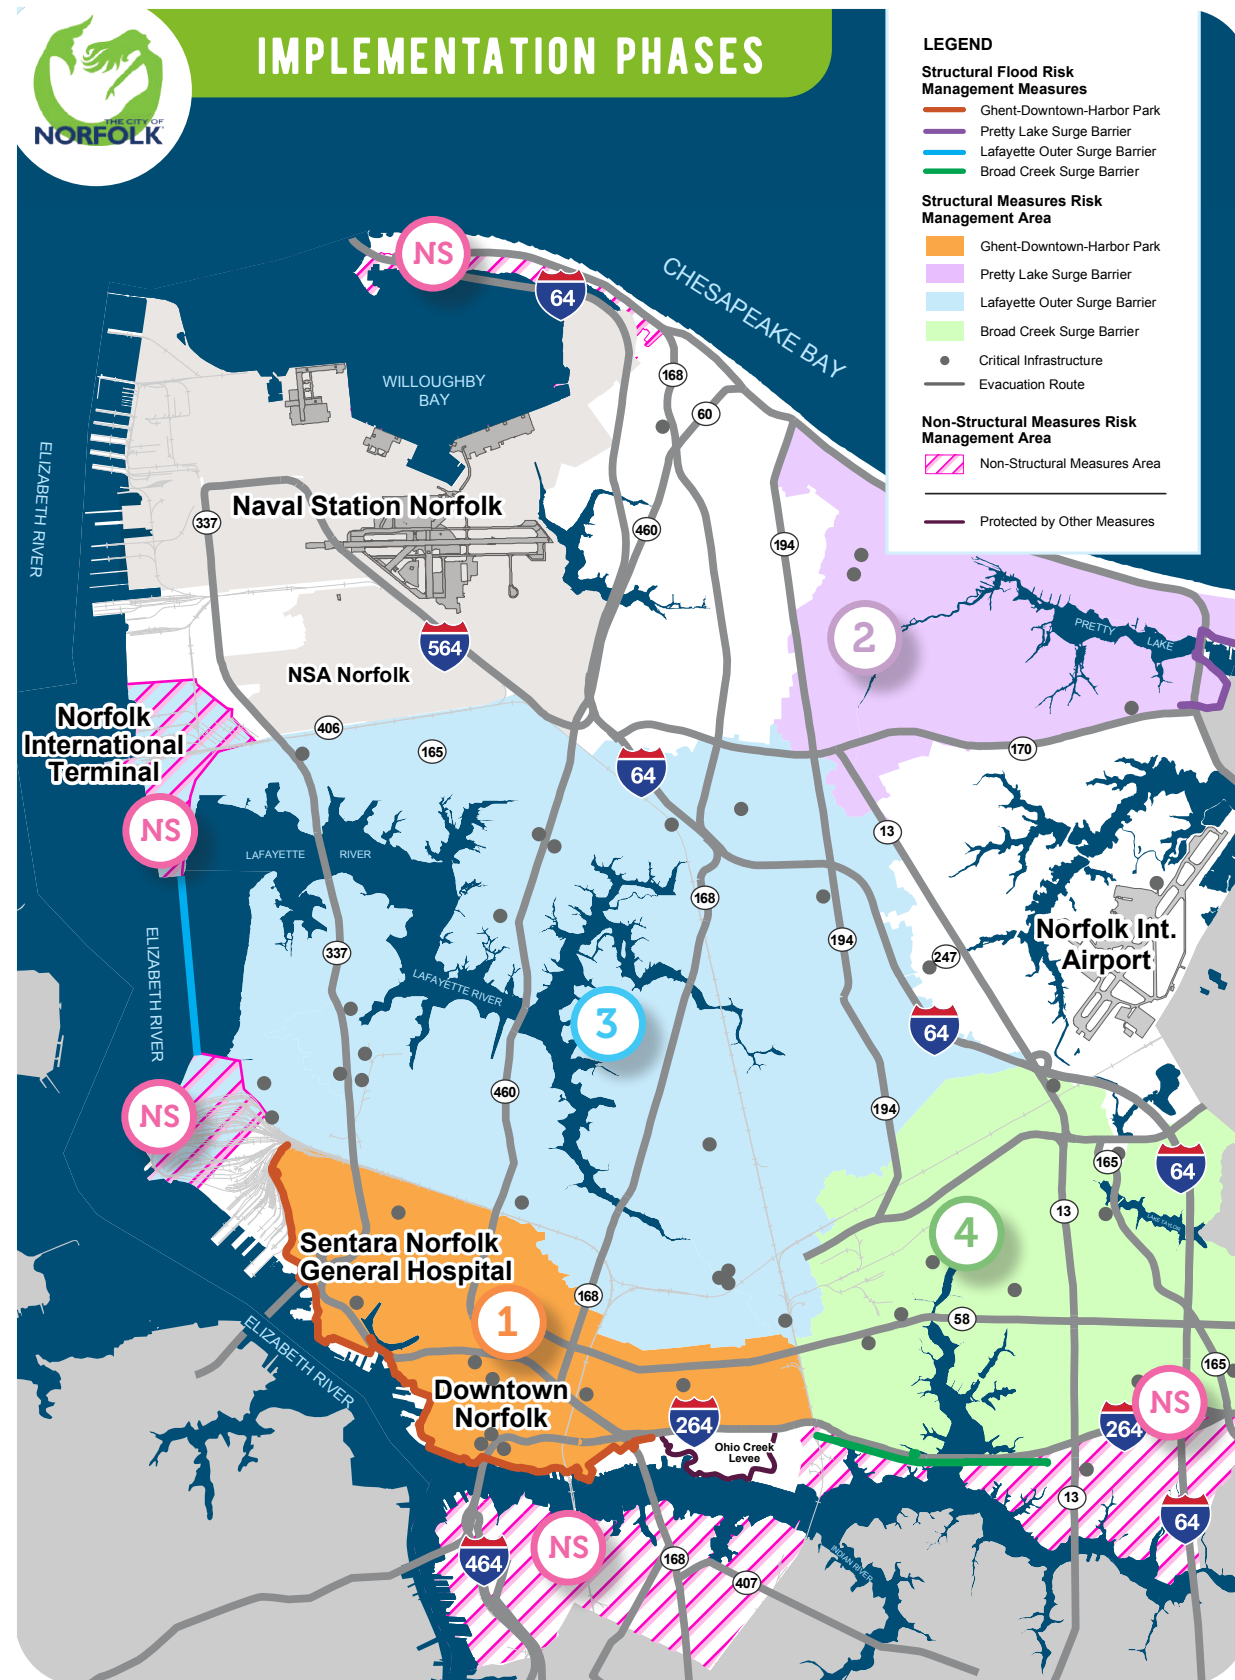 IMPLEMENTATION PHASES
THE CITY OF
NORFOLK
LEGEND
Structural Flood Risk
Management Measures
Ghent-Downtown-Harbor Park
Pretty Lake Surge Barrier
Lafayette Outer Surge Barrier
Broad Creek Surge Barrier
Structural Measures Risk
Management Area
Ghent-Downtown-Harbor Park
Pretty Lake Surge Barrier
Lafayette Outer Surge Barrier
Broad Creek Surge Barrier
Critical Infrastructure
Evacuation Route
Non-Structural Measures Risk
Management Area
Non-Structural Measures Area
Protected by Other Measures
NS
64
CHESAPEAKE BAY
WILLOUGHBY
BAY
168
60
ELIZABETH RIVER
337
Naval Station Norfolk
460
194
564
2
PRETTY
LAKE
NSA Norfolk
Norfolk
International
Terminal
406
165
64
170
NS
13
LAFAYETTE
RIVER
168
337
194
247
Norfolk Int.
Airport
ELIZABETH RIVER
LAFAYETTE RIVER
3
64
460
194
NS
165
64
13
LAKE TAYLOR
4
Sentara Norfolk
General Hospital
168
1
58
ELIZABETH RIVER
165
Downtown
Norfolk
264
NS
264
Ohio Creek
Levee
13
64
NS
464
168
407
INDIAN RIVER